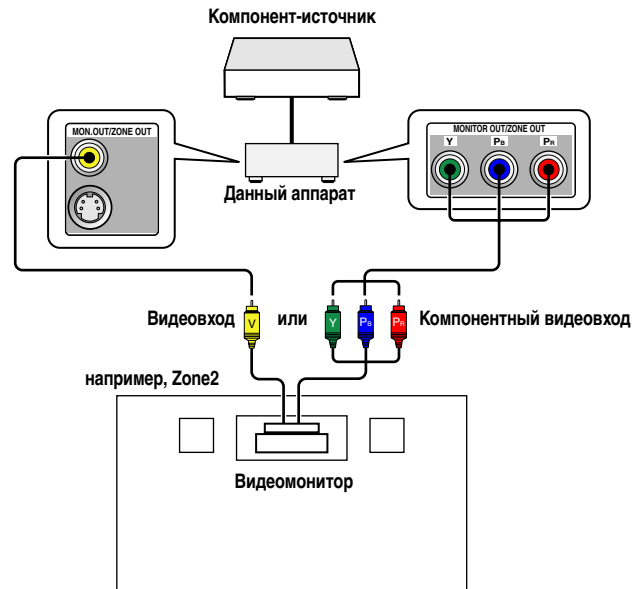 Компонент-источник
MON.OUT/ZONE OUT
MONITOR OUT/ZONE OUT
Y PB PR
Данный аппарат
Видеовход V или Y PB PR Компонентный видеовход
например, Zone2
Видеомонитор